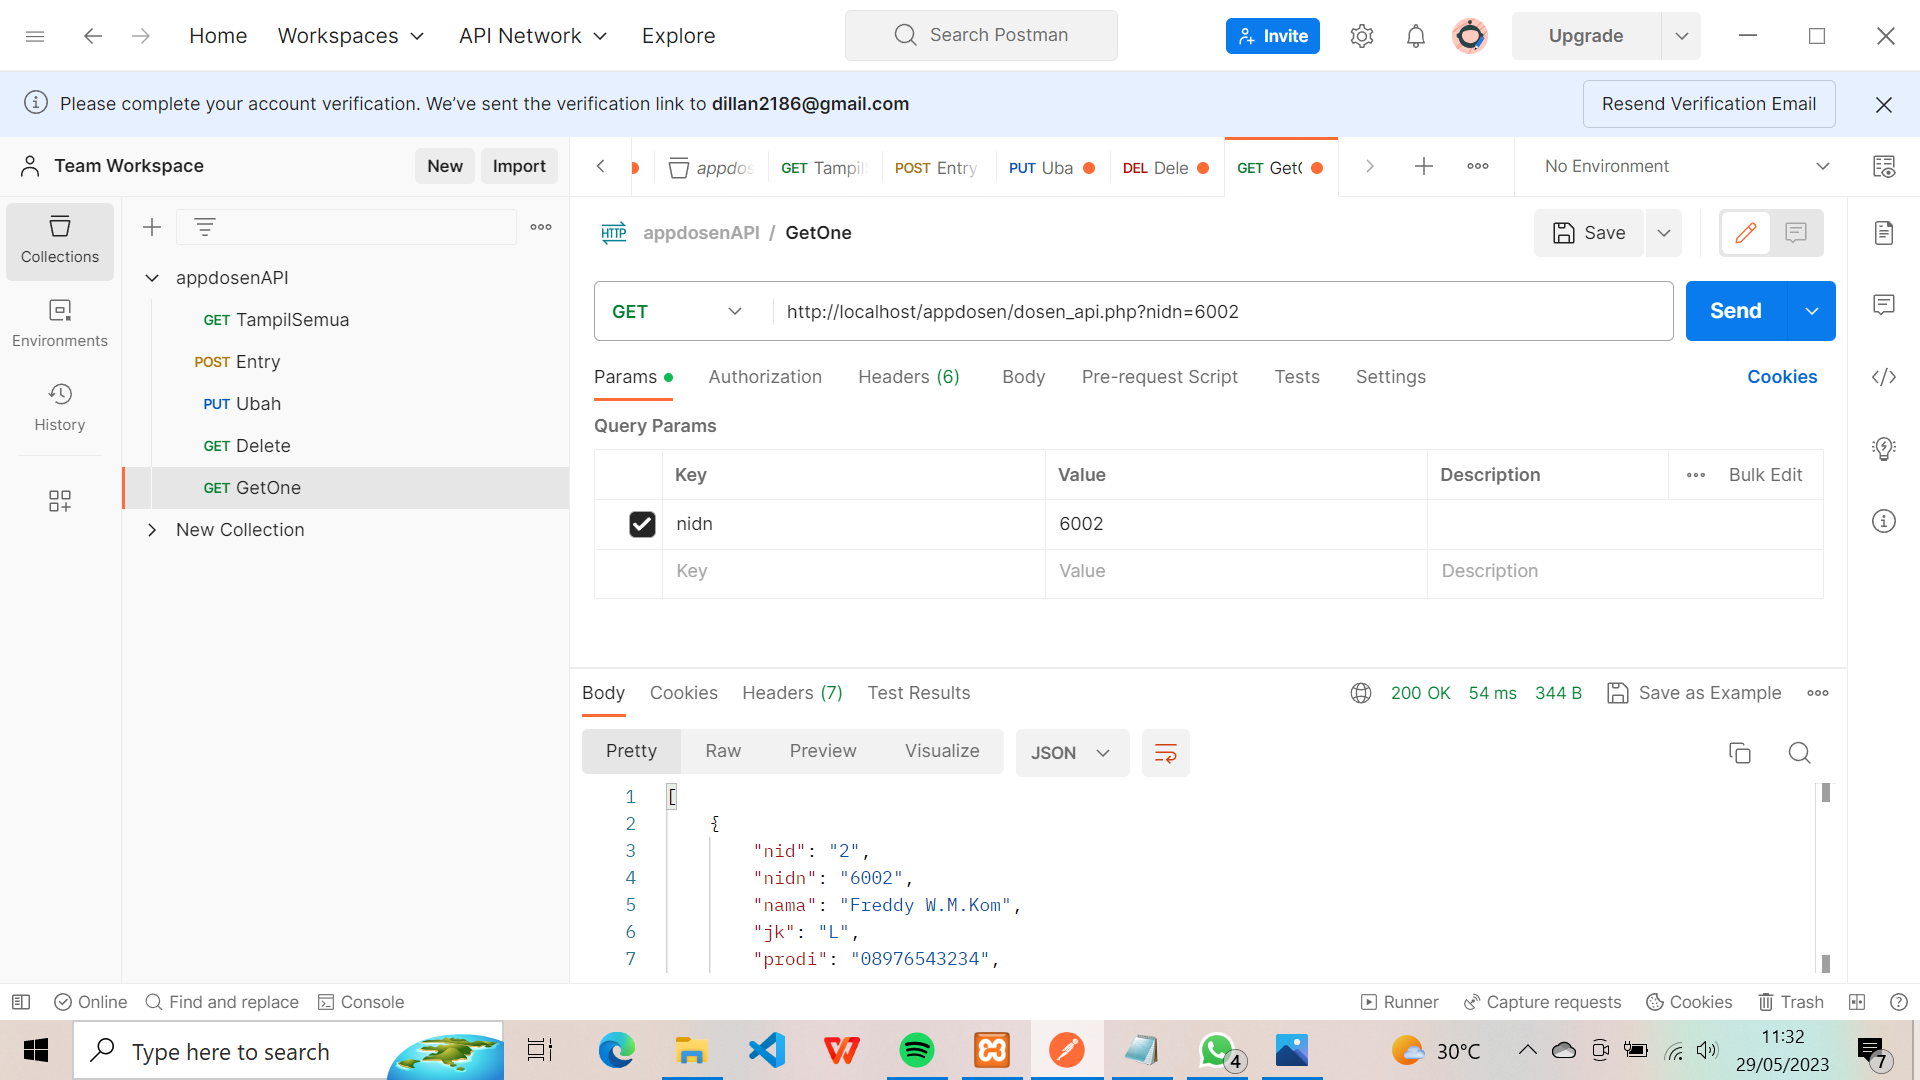 Home
Workspaces
API Network
Explore
Search Postman
Invite
Upgrade
Please complete your account verification. We’ve sent the verification link to dillan2186@gmail.com
Resend Verification Email
Team Workspace
New
Import
appdos
GET Tampil
POST Entry
PUT Uba
DEL Dele
GET Get
No Environment
Collections
Environments
History
appdosenAPI
GET TampilSemua
POST Entry
PUT Ubah
GET Delete
GET GetOne
New Collection
HTTP appdosenAPI / GetOne
Save
GET
http://localhost/appdosen/dosen_api.php?nidn=6002
Send
Params
Authorization
Headers (6)
Body
Pre-request Script
Tests
Settings
Cookies
Query Params
Key
Value
Description
Bulk Edit
nidn
6002
Key
Value
Description
Body
Cookies
Headers (7)
Test Results
200 OK
54 ms
344 B
Save as Example
Pretty
Raw
Preview
Visualize
JSON
1 [
2 {
3 "nid": "2",
4 "nidn": "6002",
5 "nama": "Freddy W.M.Kom",
6 "jk": "L",
7 "prodi": "08976543234",
Online
Find and replace
Console
Runner
Capture requests
Cookies
Trash
Type here to search
4
30°C
11:32
29/05/2023
7